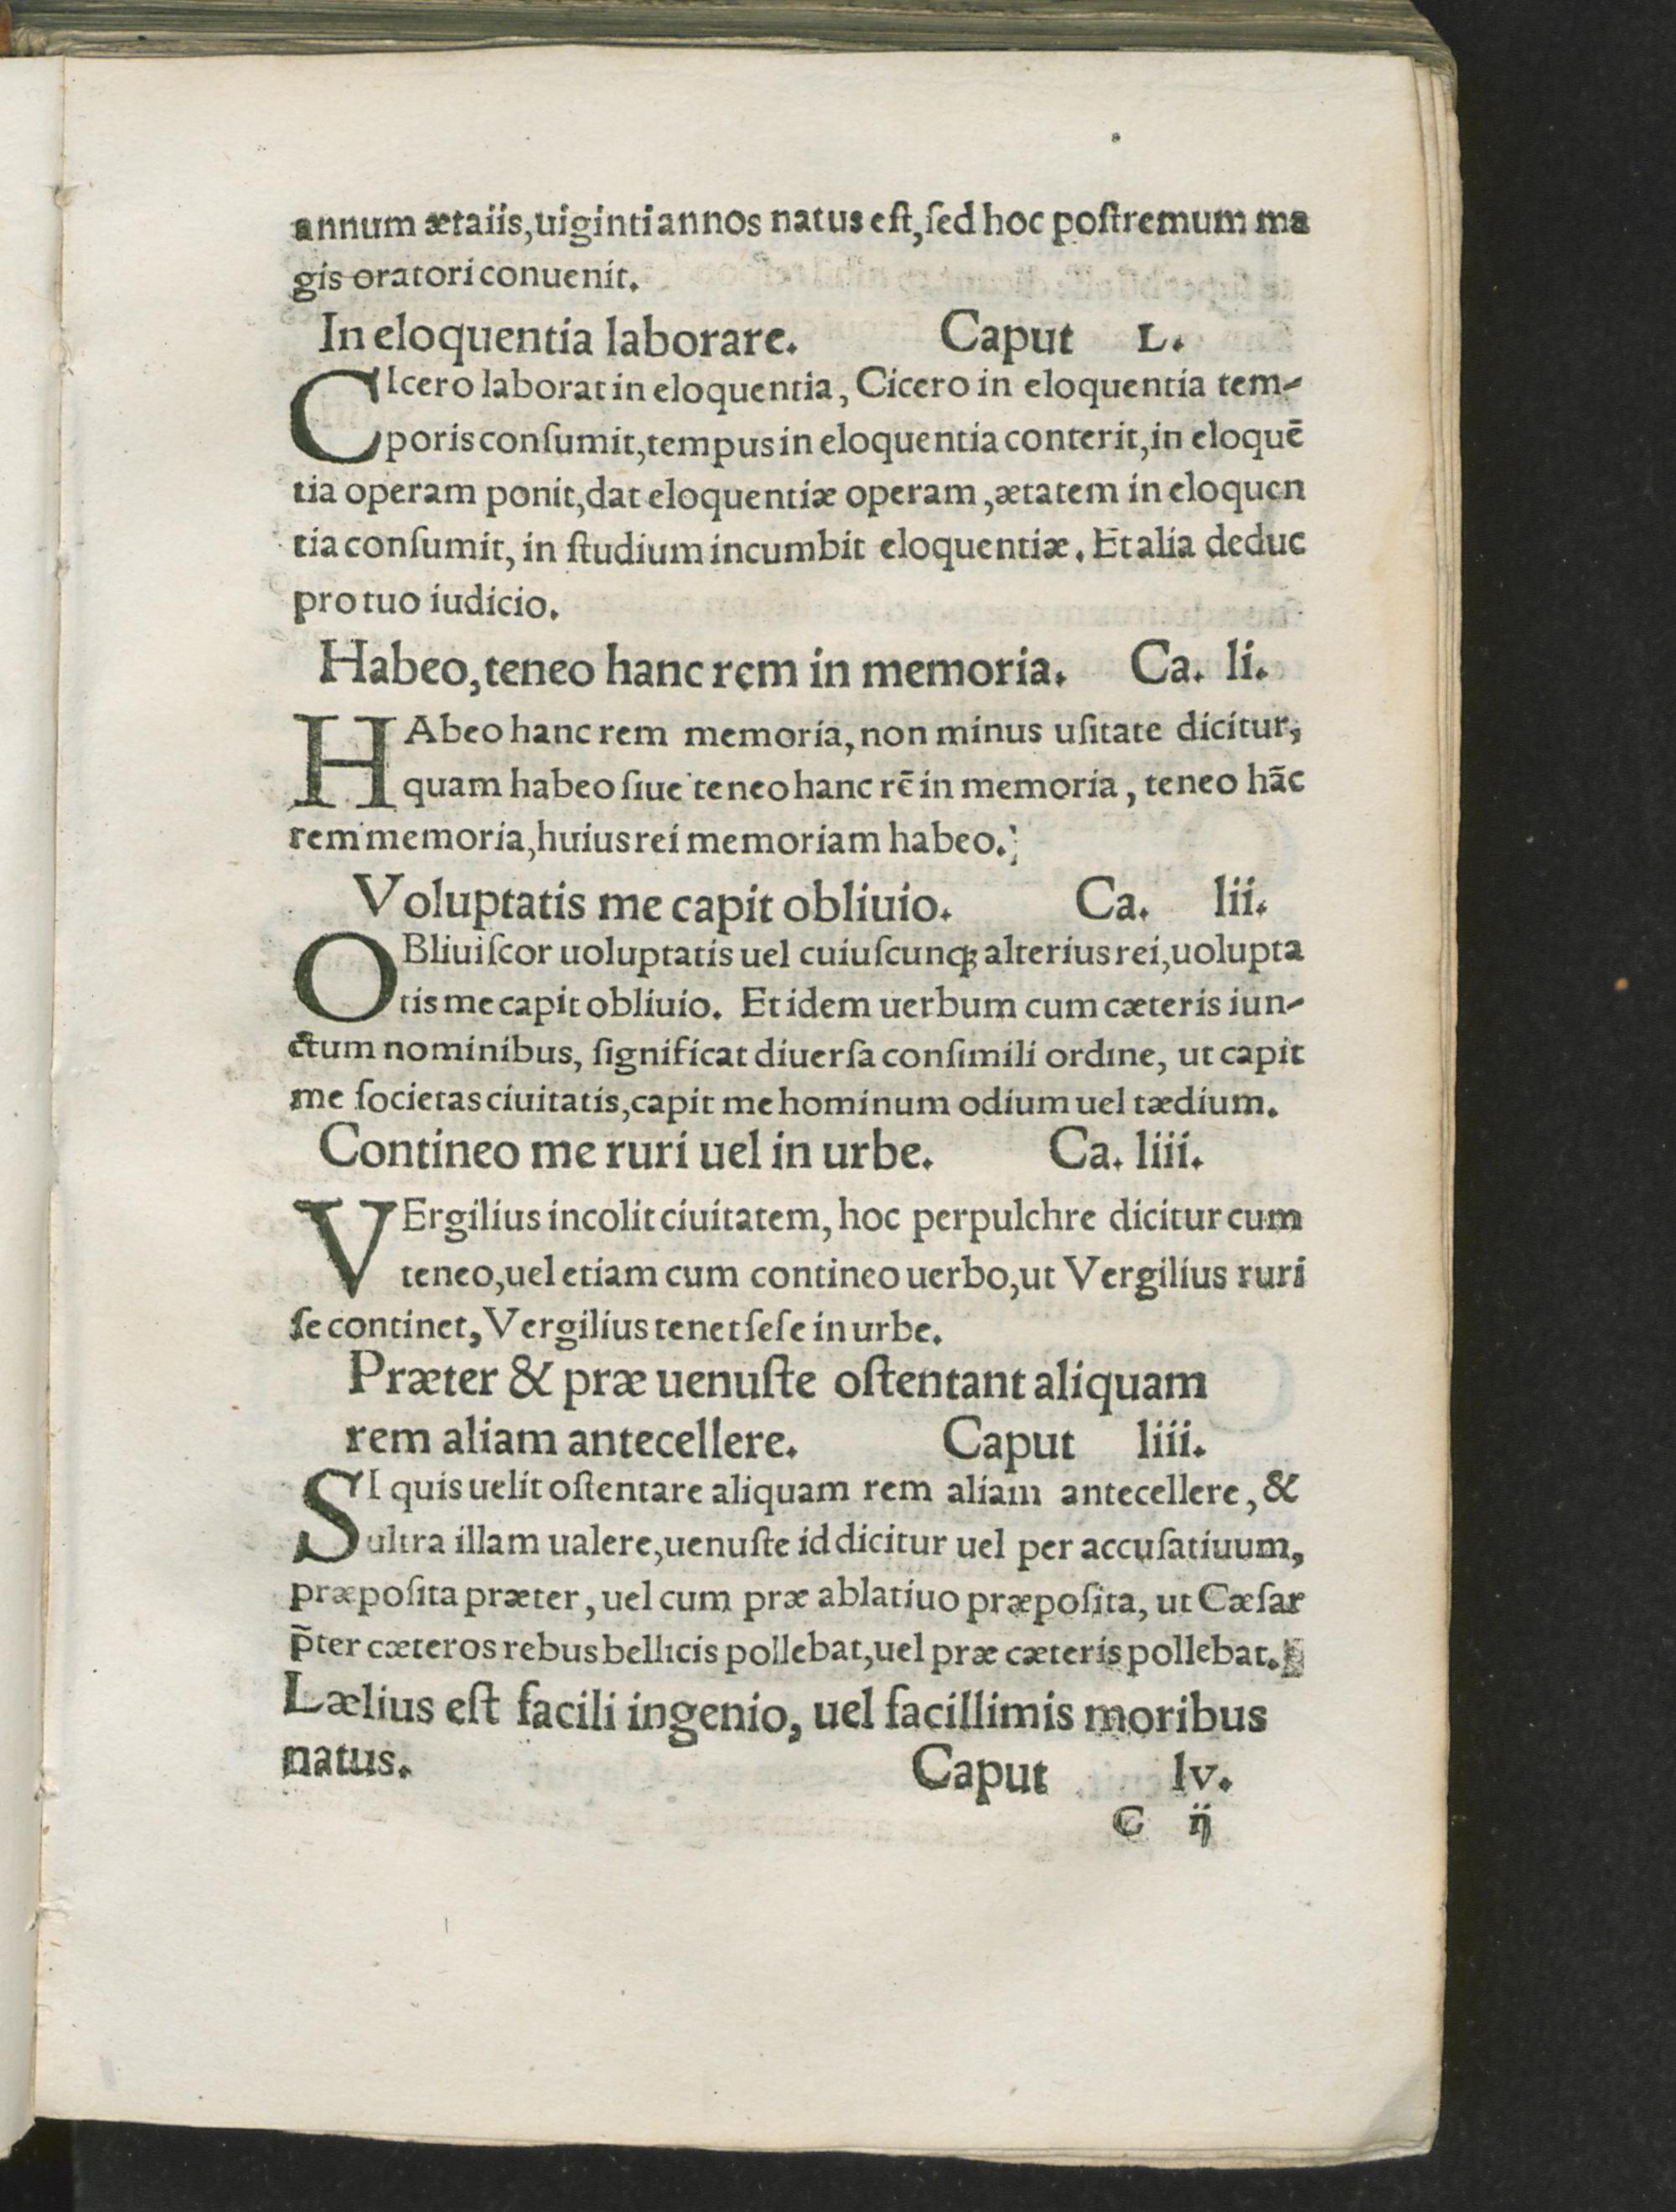 annum ætaiis, uiginti annos natus eſt, ſed hoc poſtremum ma
gis oratori conuenit.
In eloquentia laborare. Caput L.
CIcero laborat in eloquentia, Cicero in eloquentia tem-
poris conſumit, tempus in eloquentia conterit, in eloquē
tia operam ponit, dat eloquentiæ operam, ætatem in eloquen
tia conſumit, in ſtudium incumbit eloquentiæ. Et alia deduc
pro tuo iudicio.
Habeo, teneo hanc rem in memoria. Ca. li.
HAbeo hanc rem memoria, non minus uſitate dicitur,
quam habeo ſiue teneo hanc rē in memoria, teneo hāc
rem memoria, huius rei memoriam habeo.
Voluptatis me capit obliuio. Ca. lii.
OBliuiſcor uoluptatis uel cuiuſcunqꝫ alterius rei, uolupta
tis me capit obliuio. Et idem uerbum cum cæteris iun-
ctum nominibus, ſignificat diuerſa conſimili ordine, ut capit
me ſocietas ciuitatis, capit me hominum odium uel tædium.
Contineo me ruri uel in urbe. Ca. liii.
VErgilius incolit ciuitatem, hoc perpulchre dicitur cum
teneo, uel etiam cum contineo uerbo, ut Vergilius ruri
ſe continet, Vergilius tenet ſeſe in urbe.
Præter & præ uenuſte oſtentant aliquam
rem aliam antecellere. Caput liiii.
SI quis uelit oſtentare aliquam rem aliam antecellere, &
ultra illam ualere, uenuſte id dicitur uel per accuſatiuum,
præpoſita præter, uel cum præ ablatiuo præpoſita, ut Cæſar
p̄ter cæteros rebus bellicis pollebat, uel præ cæteris pollebat.
Lælius eſt facili ingenio, uel facillimis moribus
natus. Caput lv.
C ij